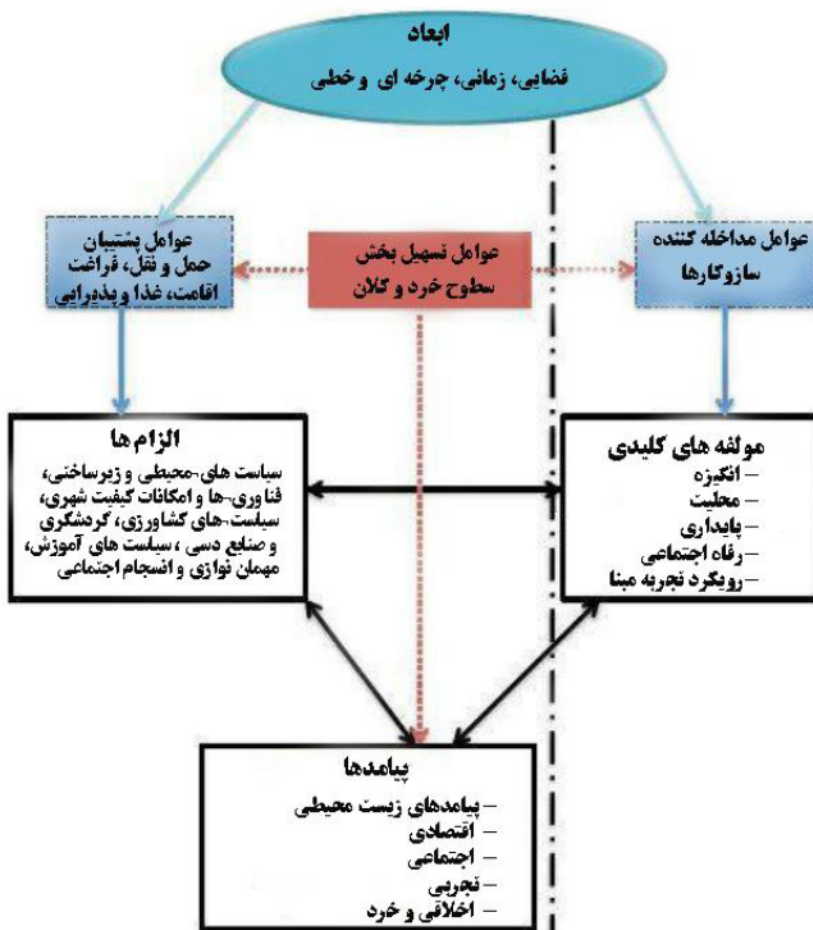 ابعاد
فضایی، زمانی، چرخه ای و خطی
عوامل مداخله کننده
سازوکارها
عوامل تسهیل بخش
سطوح خرد و کلان
عوامل پشتیبان
حمل و نقل، فراغت
اقامت، غذا و پذیرایی
مولفه های کلیدی
– انگیزه
– محلیت
– پایداری
– رفاه اجتماعی
– رویکرد تجربه مبنا
الزام ها
سیاست های¬محیطی و زیرساختی،
فناوری¬ها و امکانات کیفیت شهری،
سیاست¬های کشاورزی، گردشگری
و صنایع دسی ، سیاست های آموزش،
مهمان نوازی و انسجام اجتماعی
پیامدها
– پیامدهای زیست محیطی
– اقتصادی
– اجتماعی
– تجربی
– اخلاقی و خرد